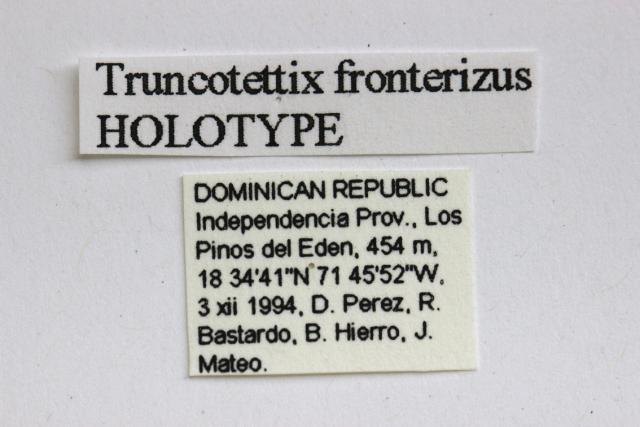 Truncotettix fronterizus
HOLOTYPE
DOMINICAN REPUBLIC
Independencia Prov., Los
Pinos del Eden, 454 m,
18 34'41"N 71 45'52"W,
3 xii 1994, D. Perez, R.
Bastardo, B. Hierro, J.
Mateo.